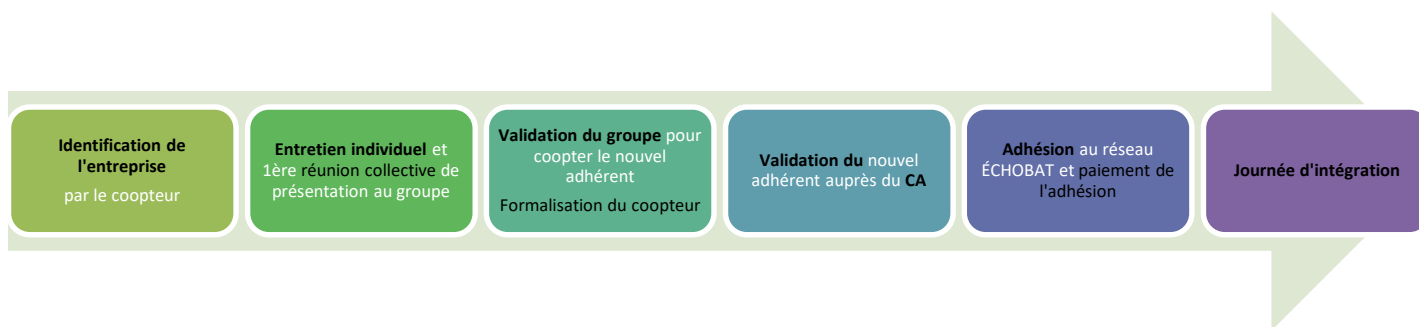 Identification de
l'entreprise
par le coopteur
Entretien individuel et
1ère réunion collective de
présentation au groupe
Validation du groupe pour
coopter le nouvel
adhérent
Formalisation du coopteur
Validation du nouvel
adhérent auprès du CA
Adhésion au réseau
ÉCHOBAT et paiement de
l'adhésion
Journée d'intégration